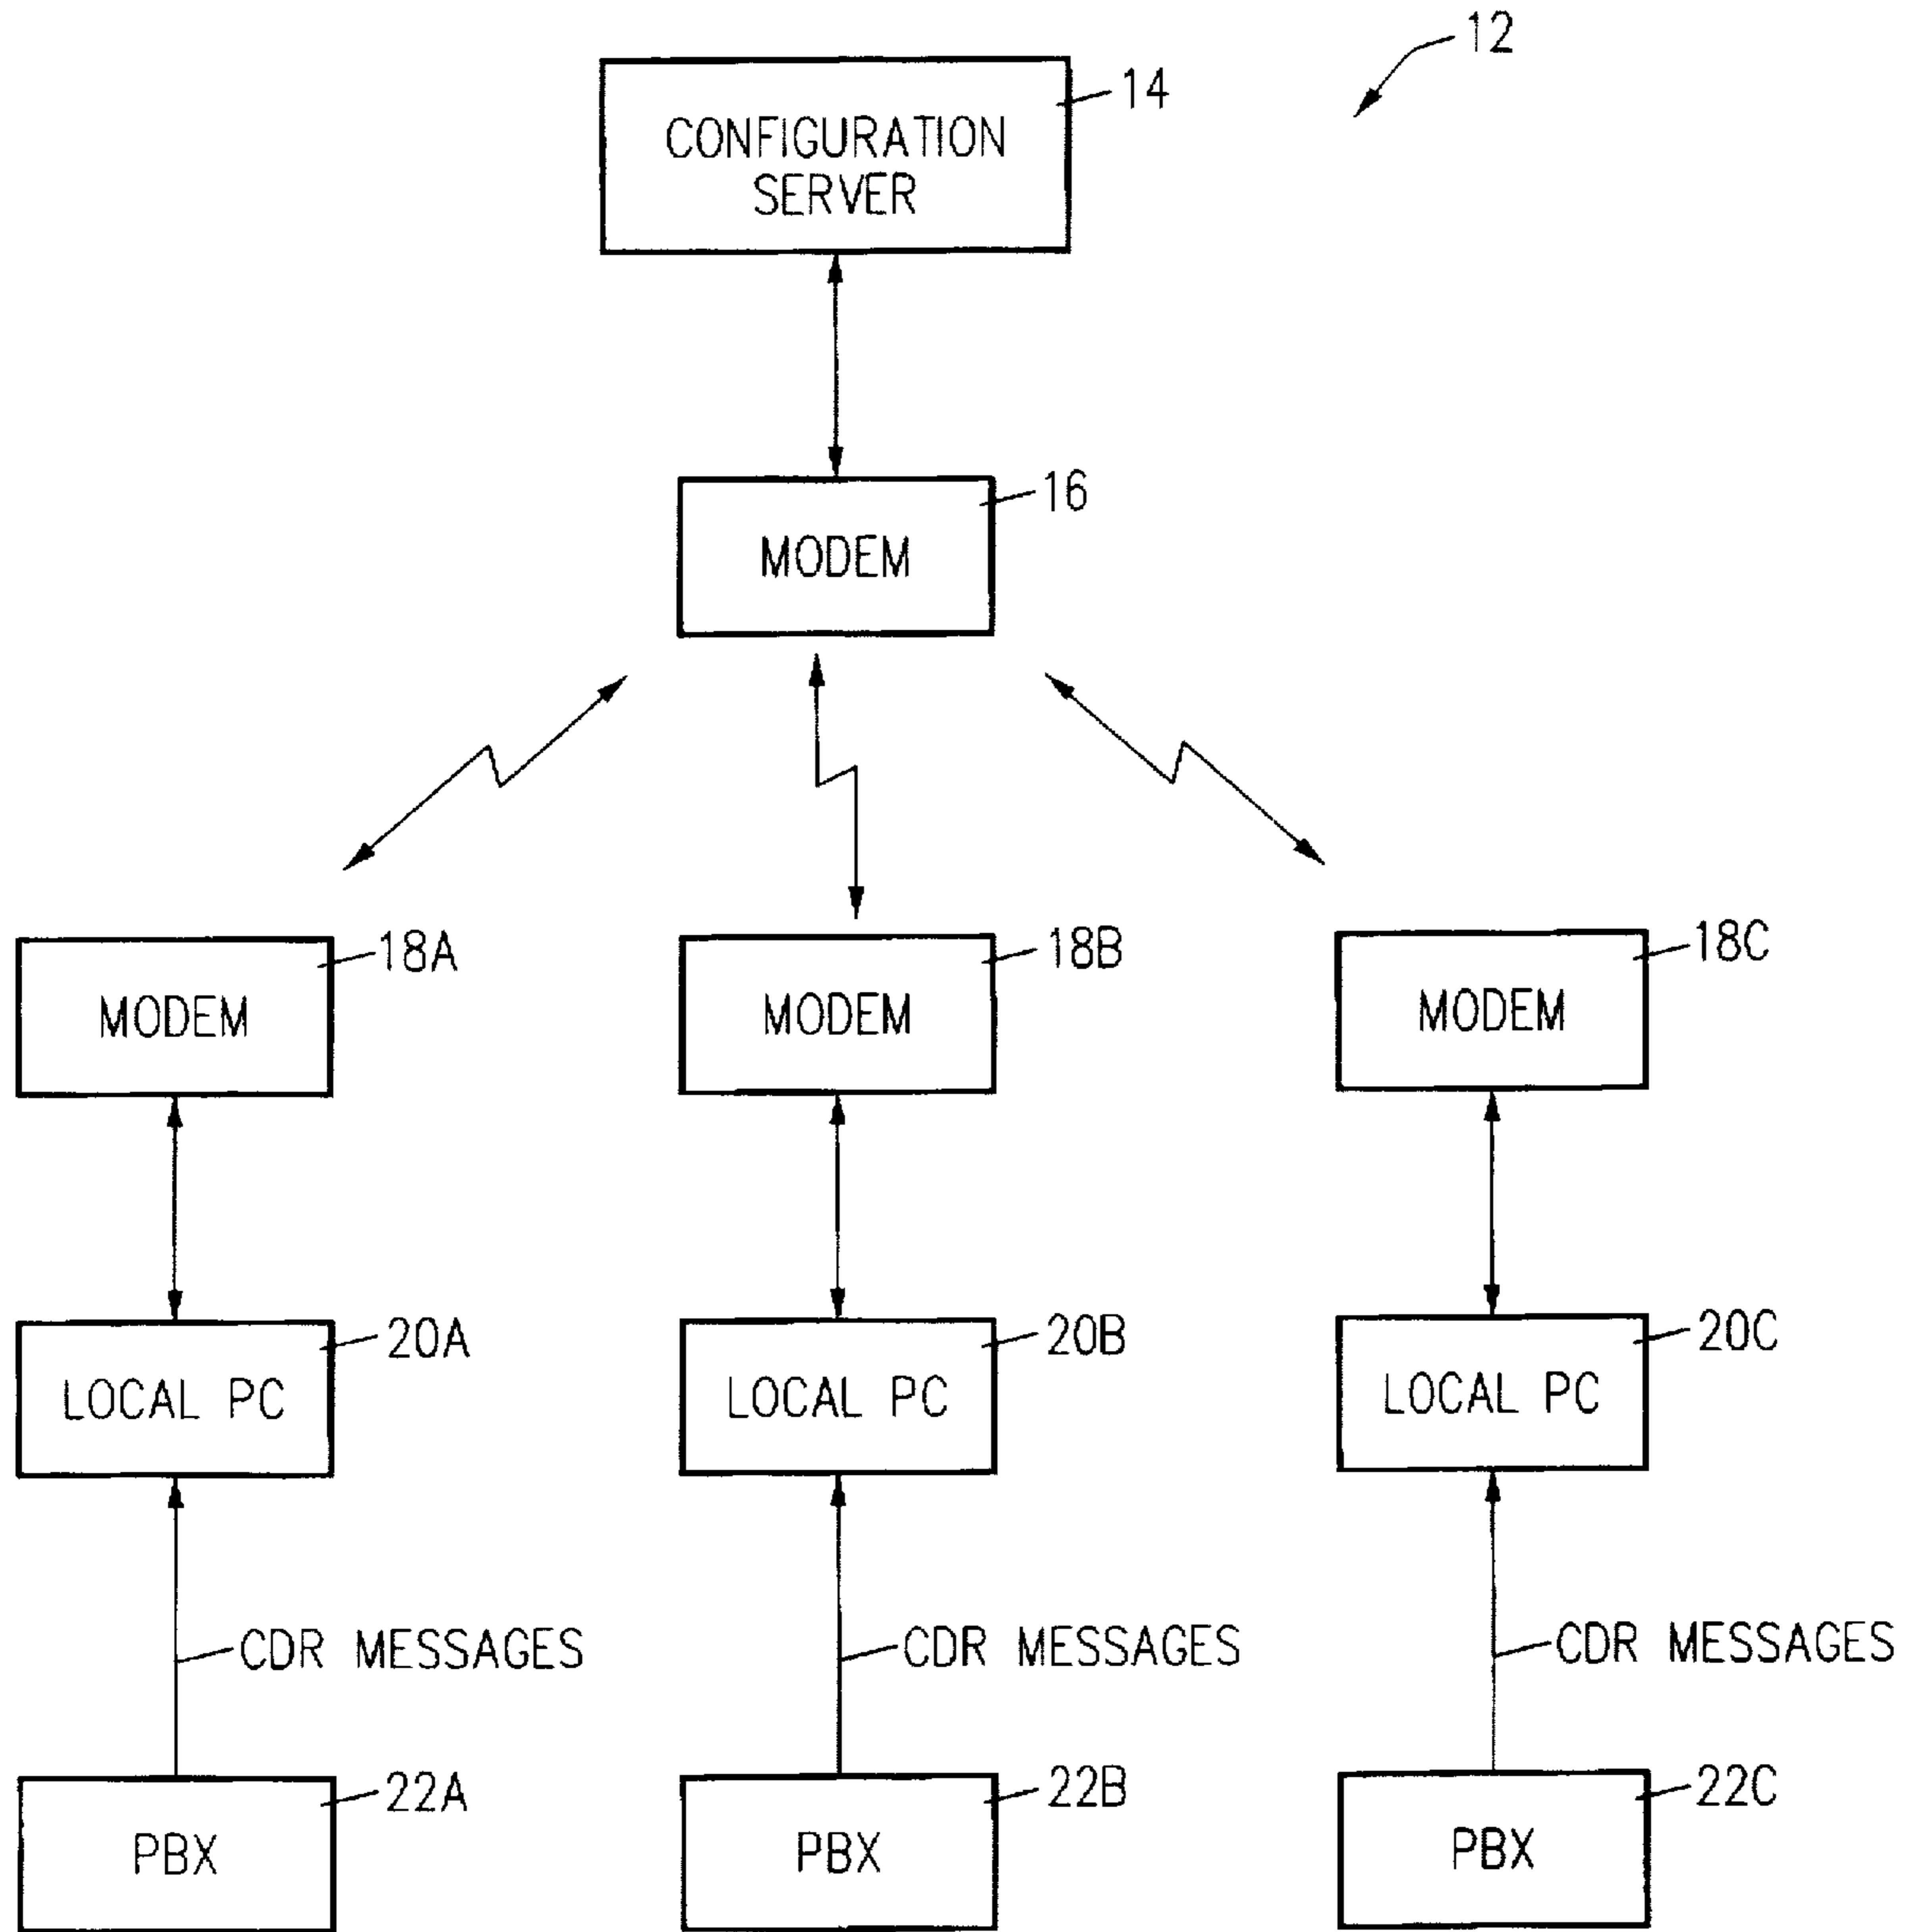 12
14
CONFIGURATION
SERVER
16
MODEM
18A
18B
18C
MODEM
MODEM
MODEM
20A
20B
20C
LOCAL PC
LOCAL PC
LOCAL PC
CDR MESSAGES
CDR MESSAGES
CDR MESSAGES
22A
22B
22C
PBX
PBX
PBX